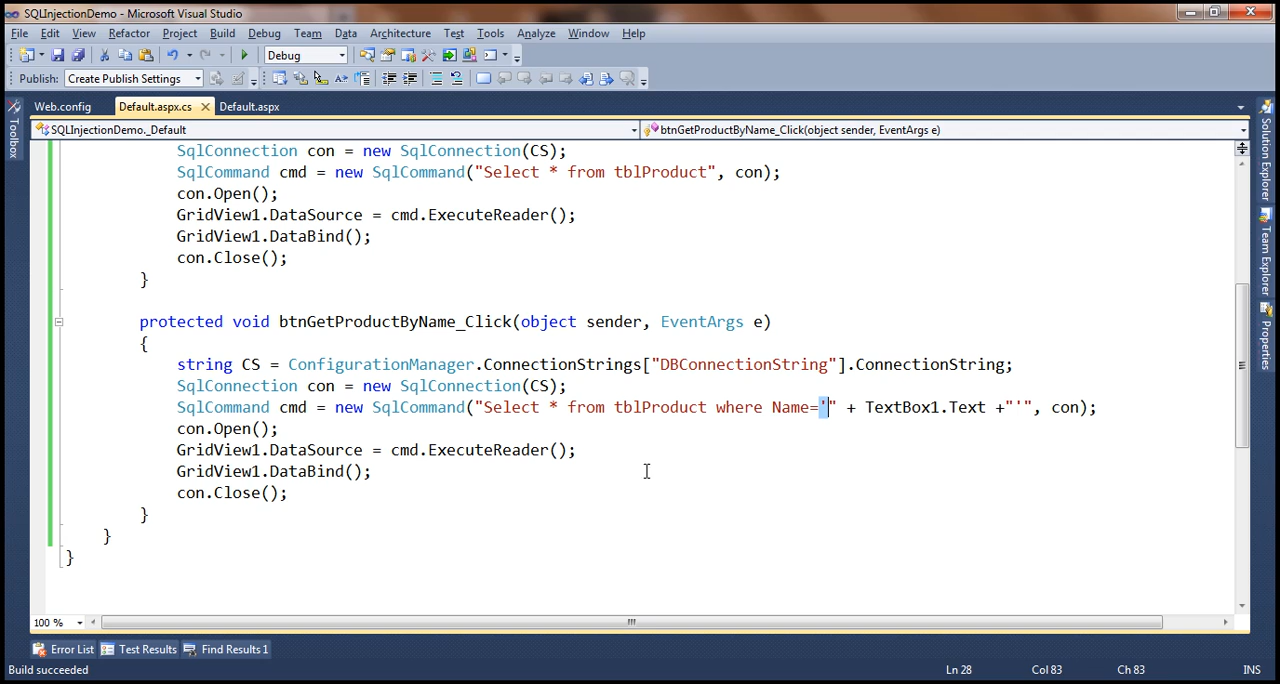 SQLInjectionDemo - Microsoft Visual Studio
File Edit View Refactor Project Build Debug Team Data Architecture Test Tools Analyze Window Help
Debug
Publish: Create Publish Settings
Web.config Default.aspx.cs Default.aspx
SQLInjectionDemo._Default btnGetProductByName_Click(object sender, EventArgs e)
Toolbox
Solution Explorer
Team Explorer
Properties
SqlConnection con = new SqlConnection(CS);
SqlCommand cmd = new SqlCommand("Select * from tblProduct", con);
con.Open();
GridView1.DataSource = cmd.ExecuteReader();
GridView1.DataBind();
con.Close();
}
protected void btnGetProductByName_Click(object sender, EventArgs e)
{
string CS = ConfigurationManager.ConnectionStrings["DBConnectionString"].ConnectionString;
SqlConnection con = new SqlConnection(CS);
SqlCommand cmd = new SqlCommand("Select * from tblProduct where Name='" + TextBox1.Text +"'", con);
con.Open();
GridView1.DataSource = cmd.ExecuteReader();
GridView1.DataBind();
con.Close();
}
}
}
100 %
Error List Test Results Find Results 1
Build succeeded Ln 28 Col 83 Ch 83 INS